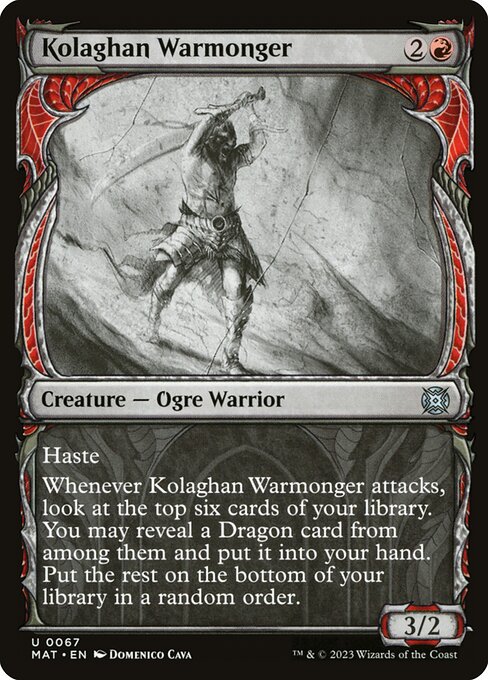 Kolaghan Warmonger 2
Creature — Ogre Warrior
Haste
Whenever Kolaghan Warmonger attacks,
look at the top six cards of your library.
You may reveal a Dragon card from
among them and put it into your hand.
Put the rest on the bottom of your
library in a random order.
3/2
U 0067
MAT • EN Domenico Cava
™ & © 2023 Wizards of the Coast